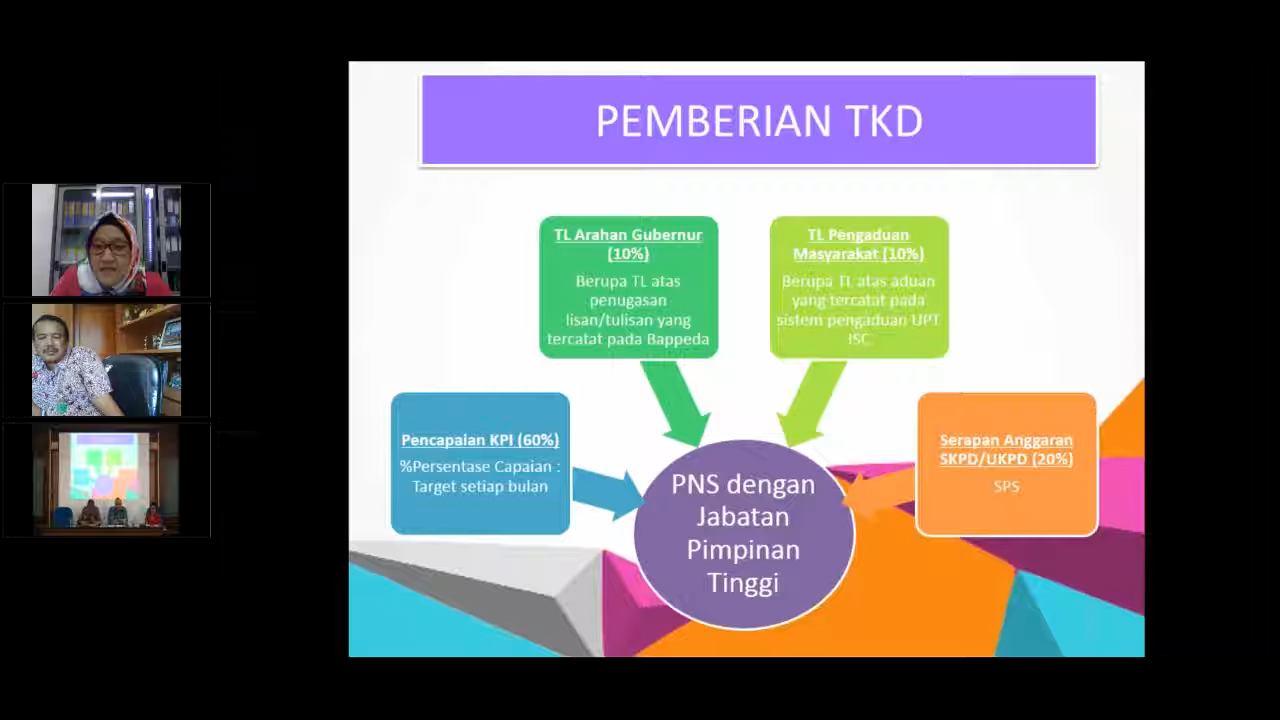 PEMBERIAN TKD
TL Arahan Gubernur
(10%)
Berupa TL atas
penugasan
lisan/tulisan yang
tercatat pada Bappeda
TL Pengaduan
Masyarakat (10%)
Berupa TL atas aduan
yang tercatat pada
sistem pengaduan UPT
JSC
Pencapaian KPI (60%)
%Persentase Capaian :
Target setiap bulan
Serapan Anggaran
SKPD/UKPD (20%)
SPS
PNS dengan
Jabatan
Pimpinan
Tinggi